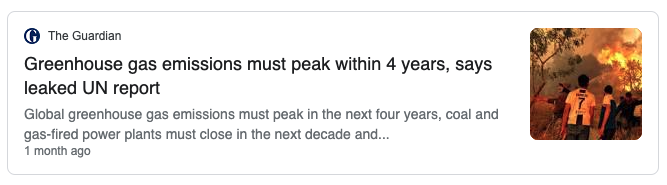 The Guardian
Greenhouse gas emissions must peak within 4 years, says
leaked UN report
Global greenhouse gas emissions must peak in the next four years, coal and
gas-fired power plants must close in the next decade and...
1 month ago
7